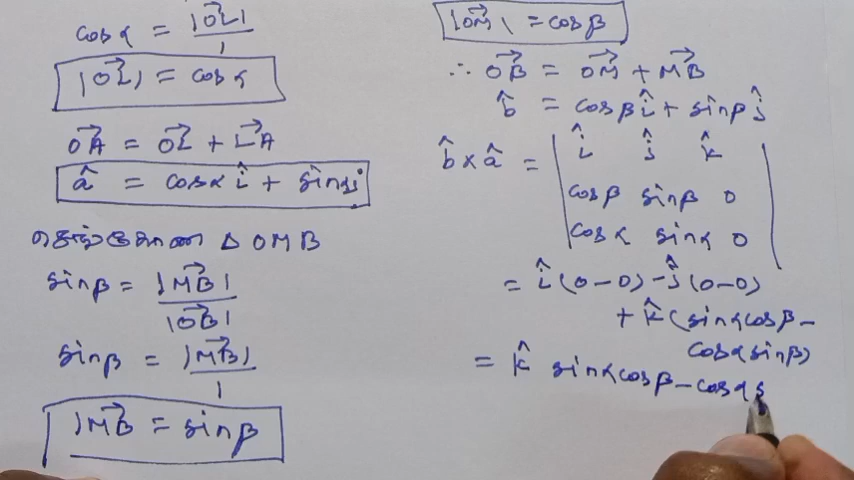 cos α = |OL⃗| / 1
|OL⃗| = cos α
OA⃗ = OL⃗ + LA⃗
â = cos α î + sin α ĵ
Δ OMB
sin β = |MB⃗| / |OB⃗|
sin β = |MB⃗| / 1
|MB⃗ = sin β
|OM⃗| = cos β
∴ OB⃗ = OM⃗ + MB⃗
b̂ = cos β î + sin β ĵ
b̂ × â = | î ĵ k̂ |
cos β sin β 0
cos α sin α 0
= î (0 – 0) – ĵ (0 – 0)
+ k̂ (sin α cos β –
cos α sin β)
= k̂ sin α cos β – cos α s